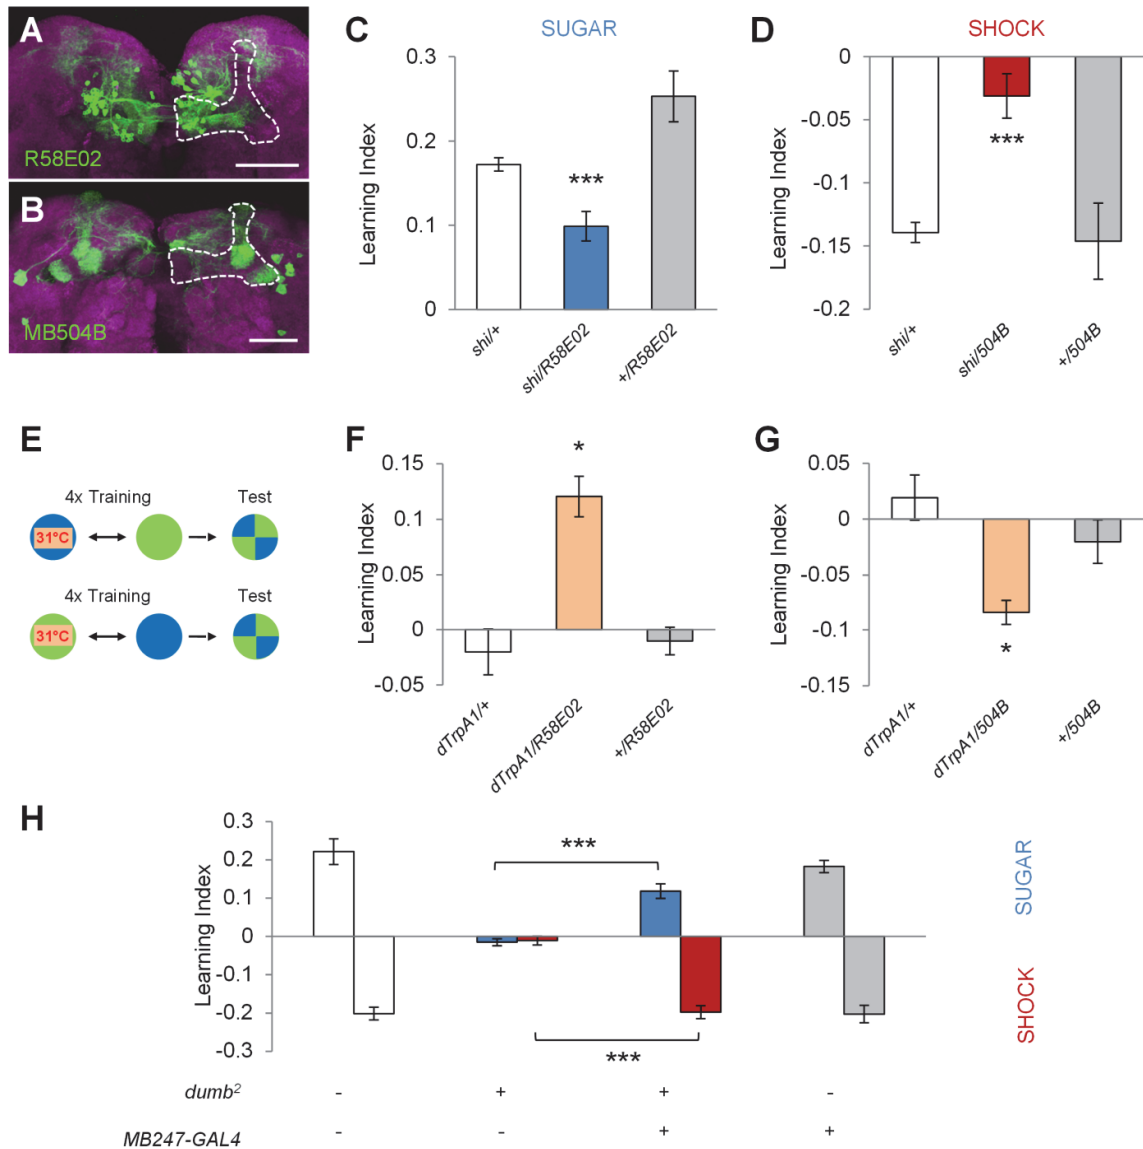 A
R58E02
B
MB504B
C
SUGAR
Learning Index
0.3
0.2
0.1
0
***
shi/+
shi/R58E02
+/R58E02
D
SHOCK
Learning Index
0
-0.05
-0.1
-0.15
-0.2
***
shi/+
shi/504B
+/504B
E
4x Training Test
31°C
4x Training Test
31°C
F
Learning Index
0.15
0.1
0.05
0
-0.05
*
dTrpA1/+
dTrpA1/R58E02
+/R58E02
G
Learning Index
0.05
0
-0.05
-0.1
-0.15
*
dTrpA1/+
dTrpA1/504B
+/504B
H
Learning Index
0.3
0.2
0.1
0
-0.1
-0.2
-0.3
***
***
SUGAR
SHOCK
dumb² - + + -
MB247-GAL4 - - + +